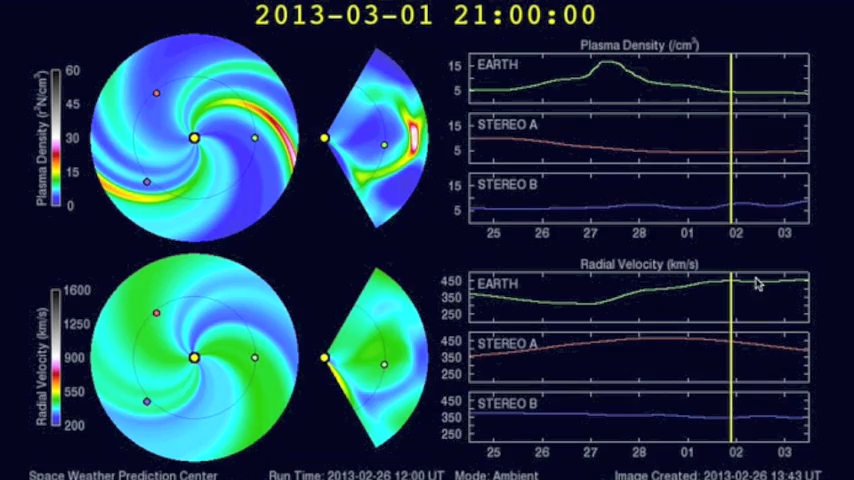 2013-03-01 21:00:00
Plasma Density (r²N/cm³)
60
45
30
15
0
Plasma Density (/cm³)
EARTH
15
5
STEREO A
15
5
STEREO B
15
5
25 26 27 28 01 02 03
Radial Velocity (km/s)
1600
1250
900
550
200
Radial Velocity (km/s)
EARTH
450
350
250
STEREO A
450
350
250
STEREO B
450
350
250
25 26 27 28 01 02 03
Space Weather Prediction Center Run Time: 2013-02-26 12:00 UT Mode: Ambient Image Created: 2013-02-26 13:43 UT